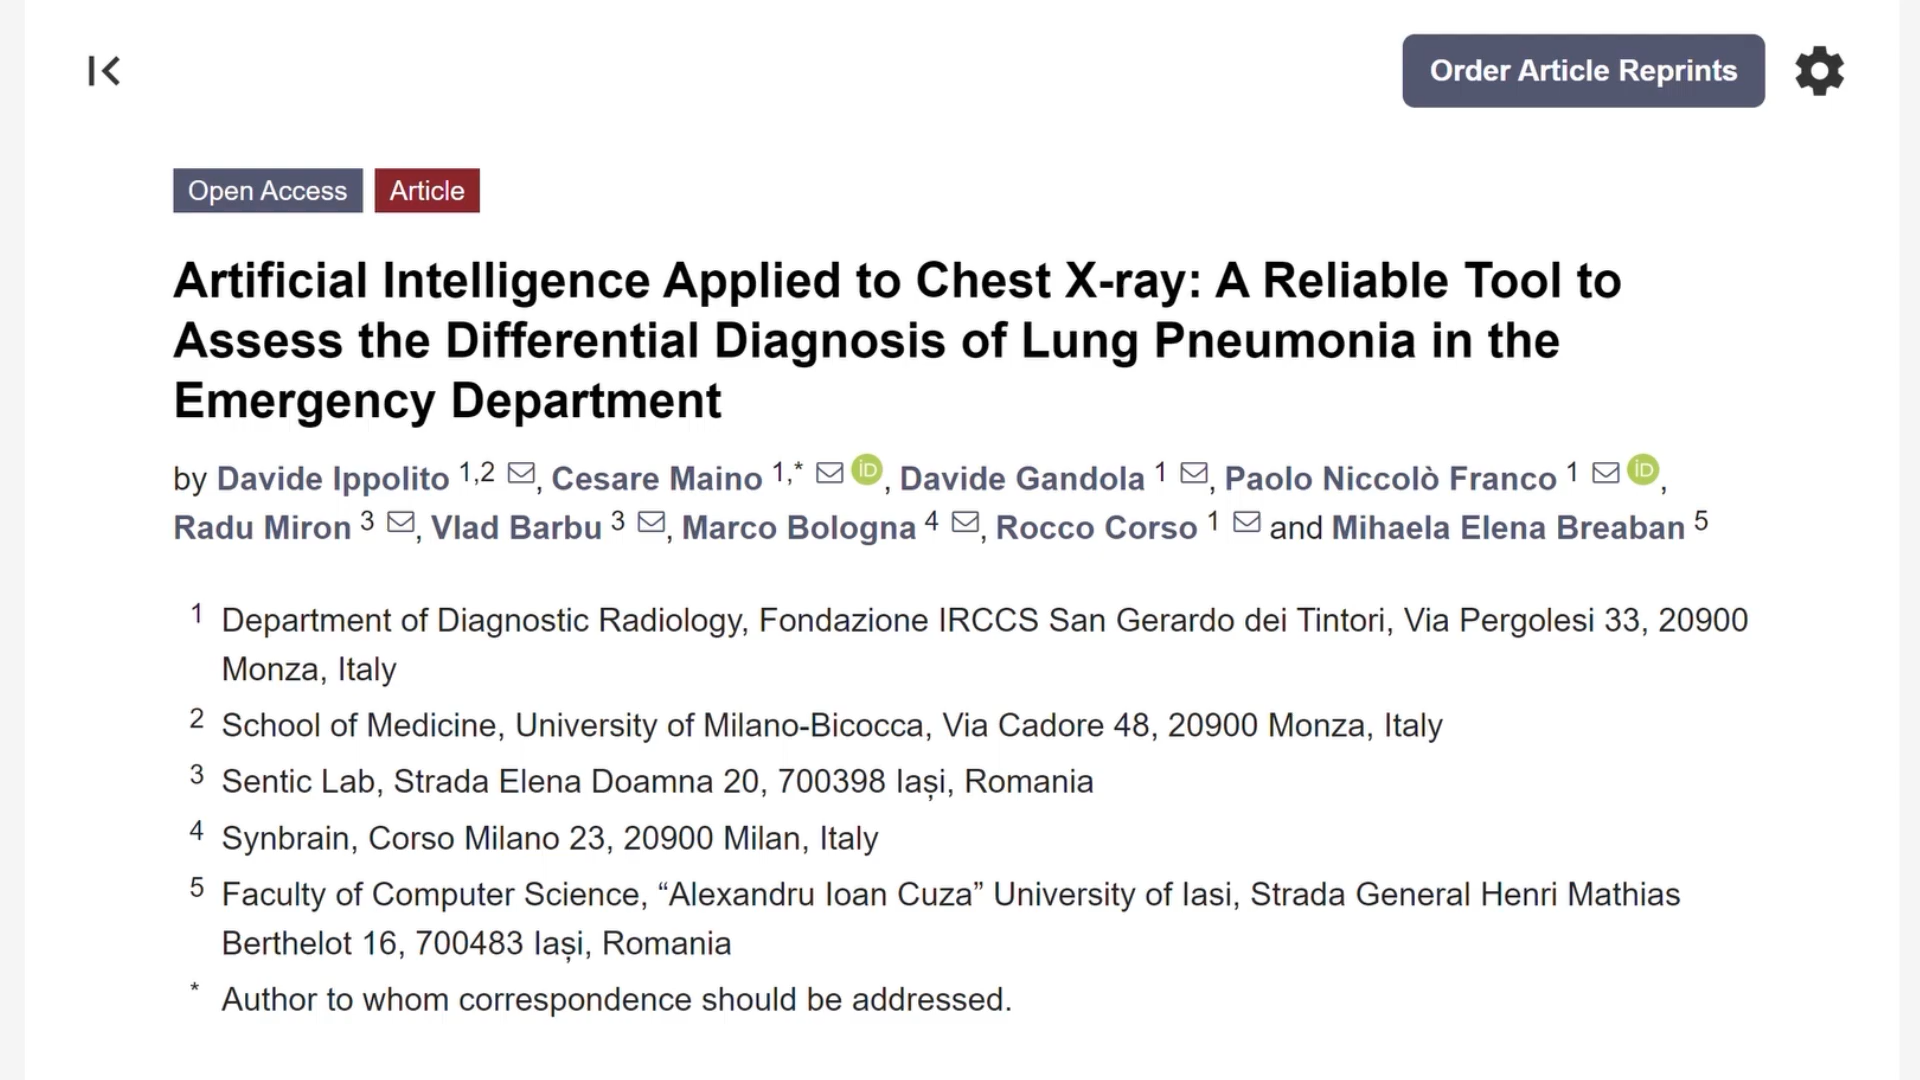 Order Article Reprints
Open Access Article
Artificial Intelligence Applied to Chest X-ray: A Reliable Tool to
Assess the Differential Diagnosis of Lung Pneumonia in the
Emergency Department
by Davide Ippolito 1,2, Cesare Maino 1,* iD, Davide Gandola 1, Paolo Niccolò Franco 1 iD,
Radu Miron 3, Vlad Barbu 3, Marco Bologna 4, Rocco Corso 1 and Mihaela Elena Breaban 5
1 Department of Diagnostic Radiology, Fondazione IRCCS San Gerardo dei Tintori, Via Pergolesi 33, 20900
Monza, Italy
2 School of Medicine, University of Milano-Bicocca, Via Cadore 48, 20900 Monza, Italy
3 Sentic Lab, Strada Elena Doamna 20, 700398 Iași, Romania
4 Synbrain, Corso Milano 23, 20900 Milan, Italy
5 Faculty of Computer Science, “Alexandru Ioan Cuza” University of Iasi, Strada General Henri Mathias
Berthelot 16, 700483 Iași, Romania
* Author to whom correspondence should be addressed.